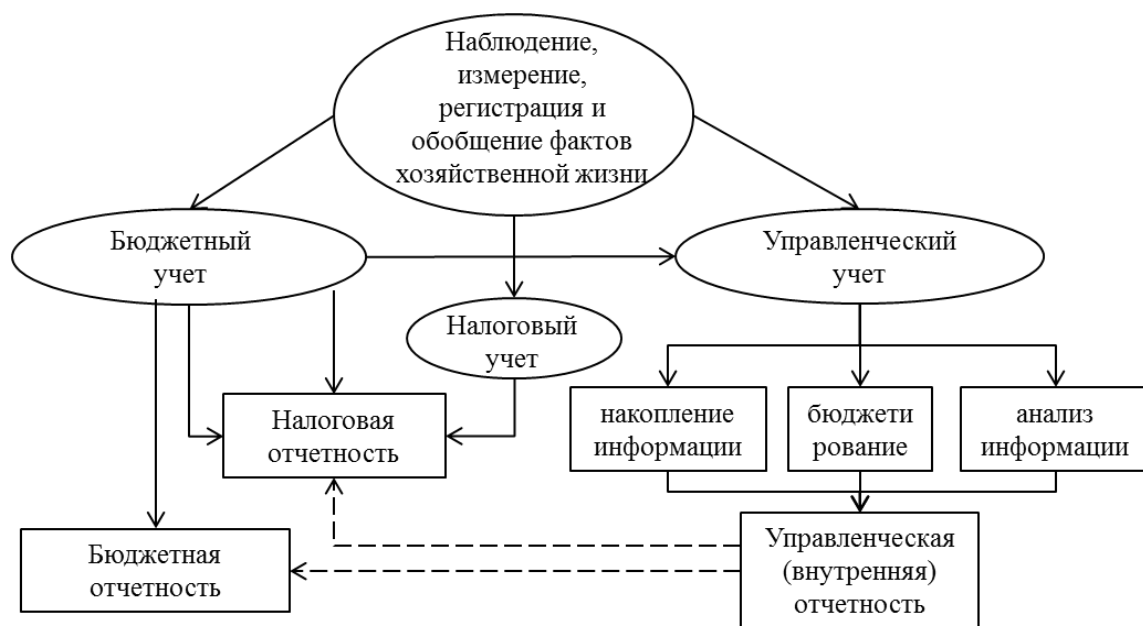 Наблюдение,
измерение,
регистрация и
обобщение фактов
хозяйственной жизни
Бюджетный
учет
Управленческий
учет
Налоговый
учет
Налоговая
отчетность
накопление
информации
бюджети
рование
анализ
информации
Бюджетная
отчетность
Управленческая
(внутренняя)
отчетность